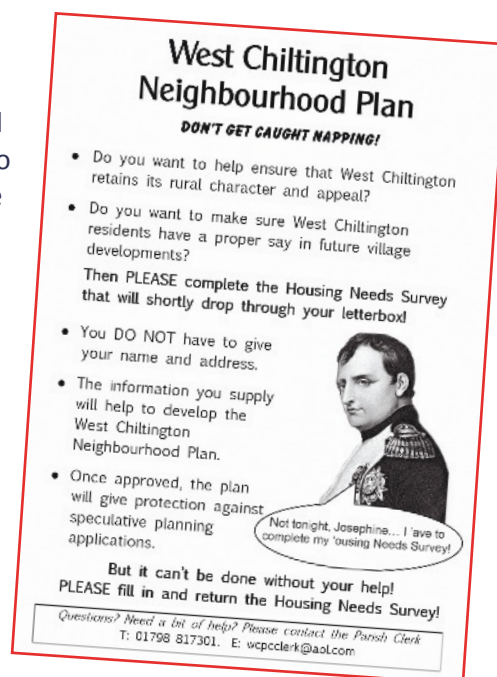 West Chiltington
Neighbourhood Plan
DON'T GET CAUGHT NAPPING!
• Do you want to help ensure that West Chiltington
retains its rural character and appeal?
• Do you want to make sure West Chiltington
residents have a proper say in future village
developments?
Then PLEASE complete the Housing Needs Survey
that will shortly drop through your letterbox!
• You DO NOT have to give
your name and address.
• The information you supply
will help to develop the
West Chiltington
Neighbourhood Plan.
• Once approved, the plan
will give protection against
speculative planning
applications.
Not tonight, Josephine... I 'ave to
complete my 'ousing Needs Survey!
But it can't be done without your help!
PLEASE fill in and return the Housing Needs Survey!
Questions? Need a bit of help? Please contact the Parish Clerk
T: 01798 817301. E: wcpcclerk@aol.com